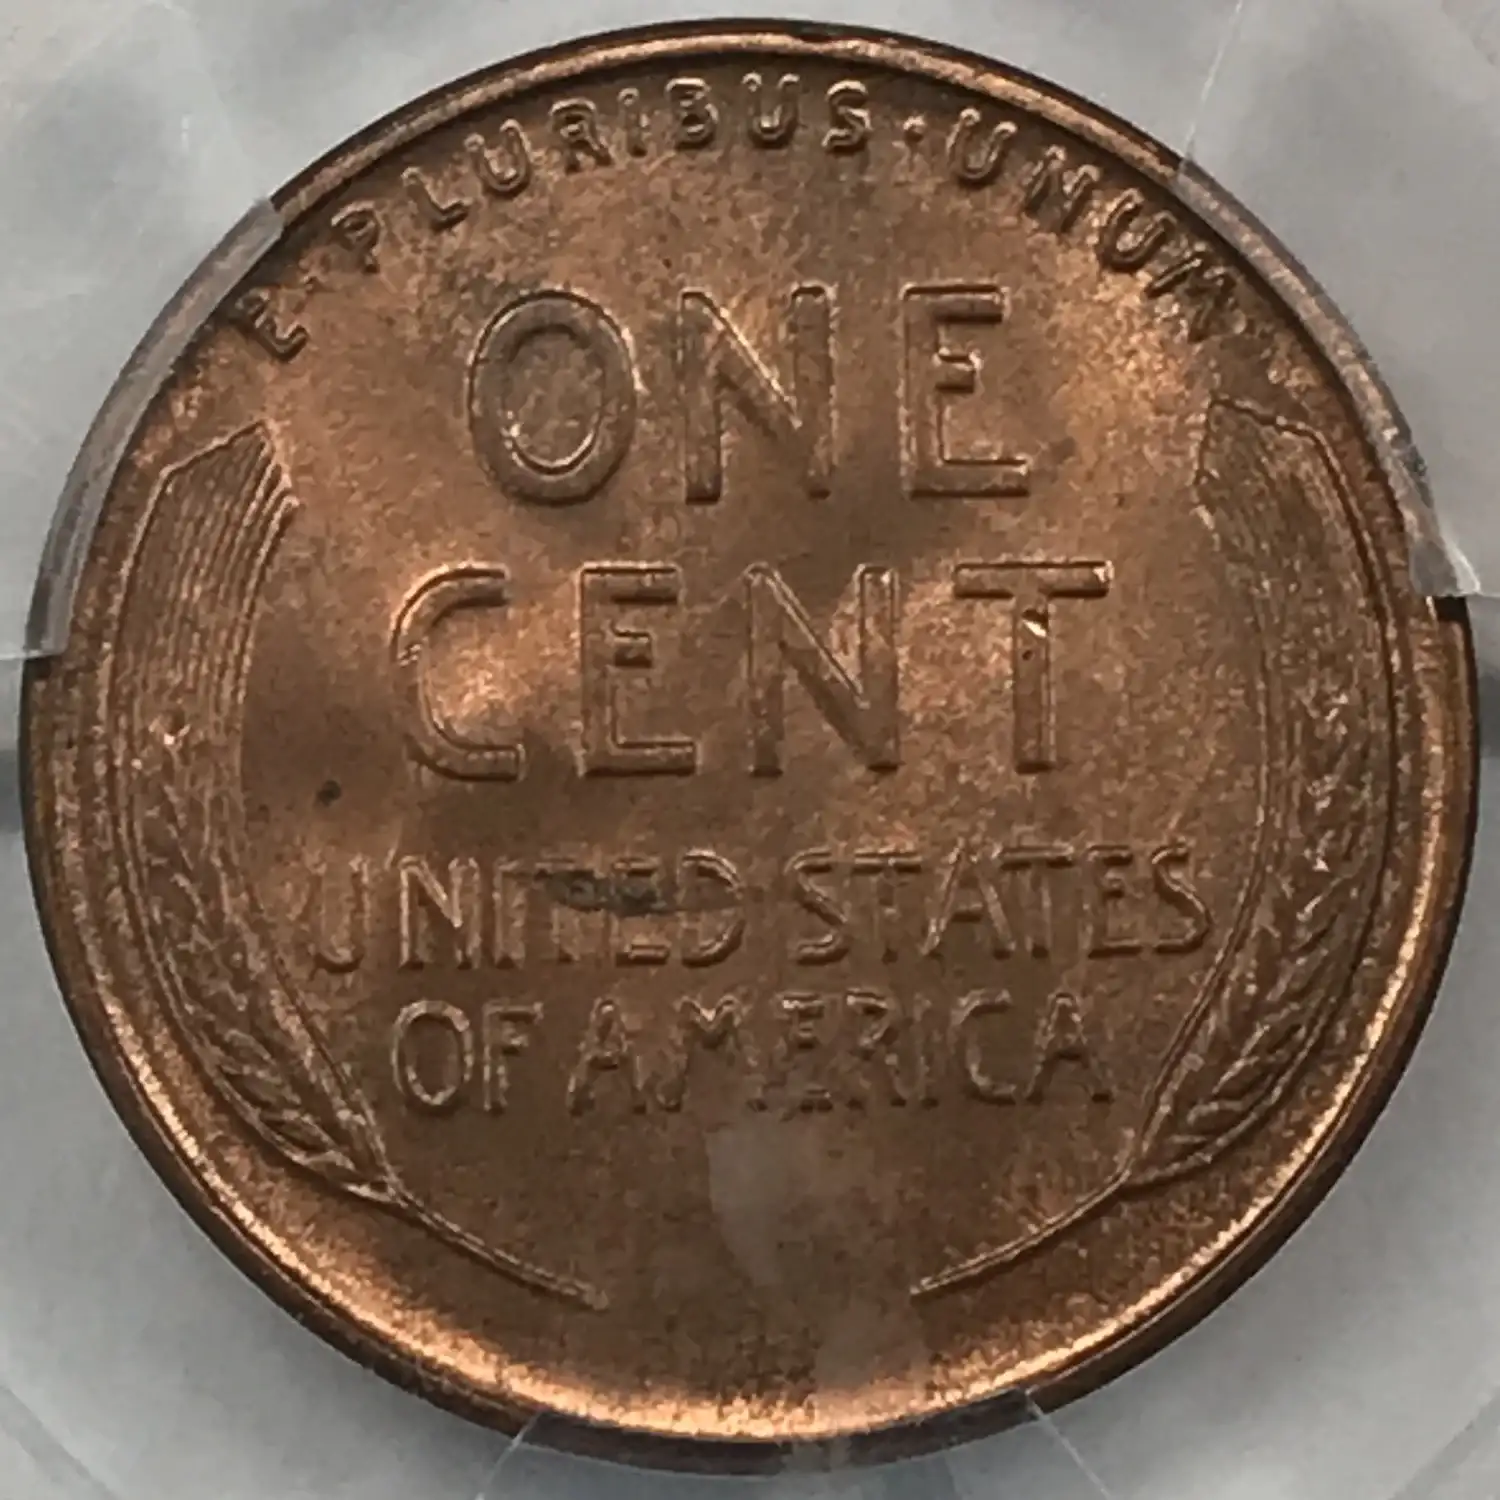 E·PLURIBUS·UNUM
ONE
CENT
UNITED STATES
OF AMERICA